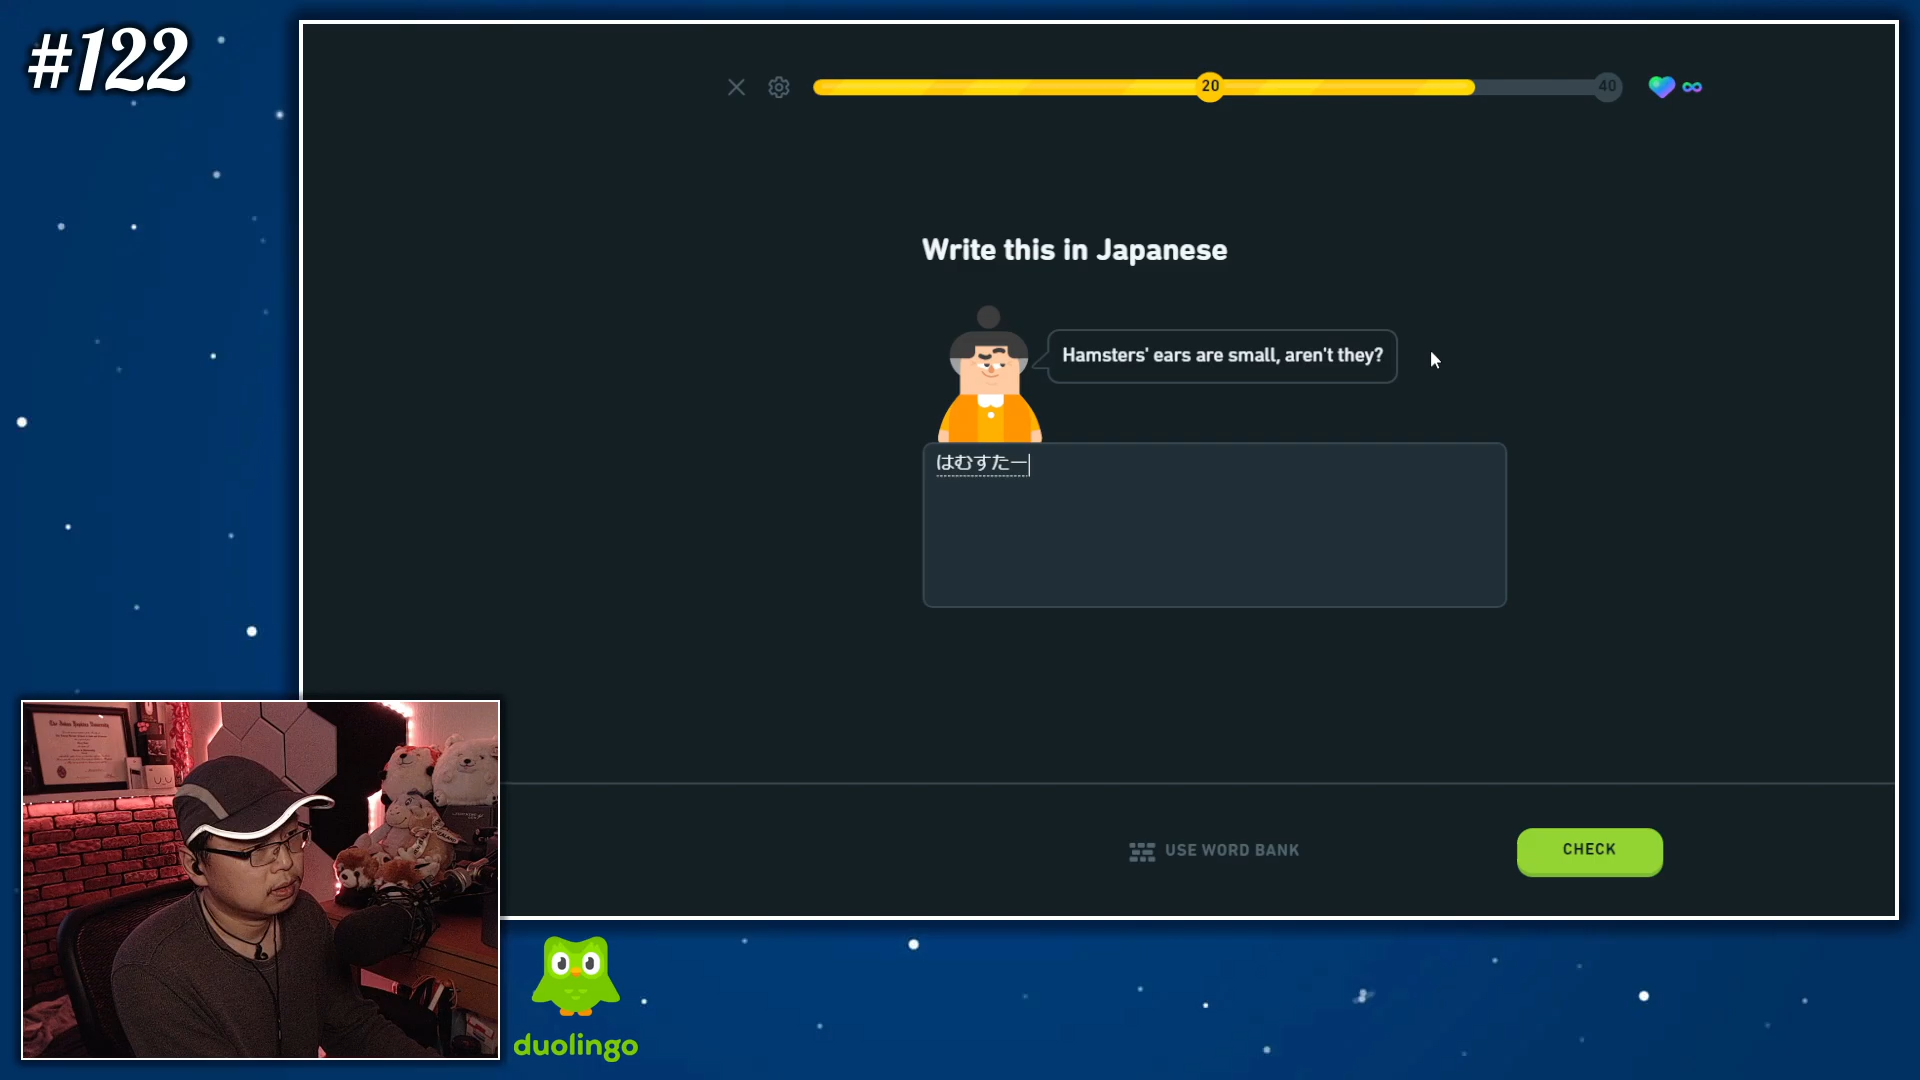 #122
20
40
Write this in Japanese
Hamsters' ears are small, aren't they?
はむすたー
USE WORD BANK
CHECK
duolingo